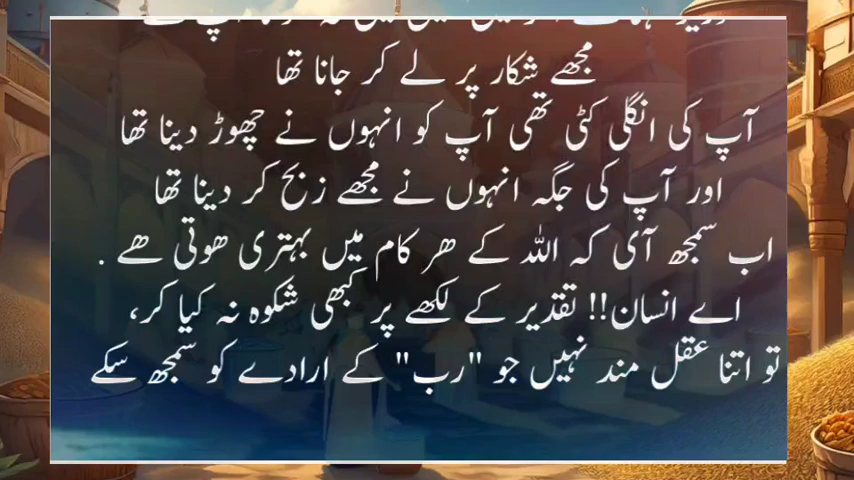 مجھے شکار پر لے کر جانا تھا
آپ کی انگلی کٹی تھی آپ کو انہوں نے چھوڑ دینا تھا
اور آپ کی جگہ انہوں نے مجھے زبح کر دینا تھا
اب سمجھ آی کہ اللہ کے ھر کام میں بہتری ھوتی ھے .
اے انسان!! تقدیر کے لکھے پر کبھی شکوہ نہ کیا کر،
تو اتنا عقل مند نہیں جو "رب" کے ارادے کو سمجھ سکے